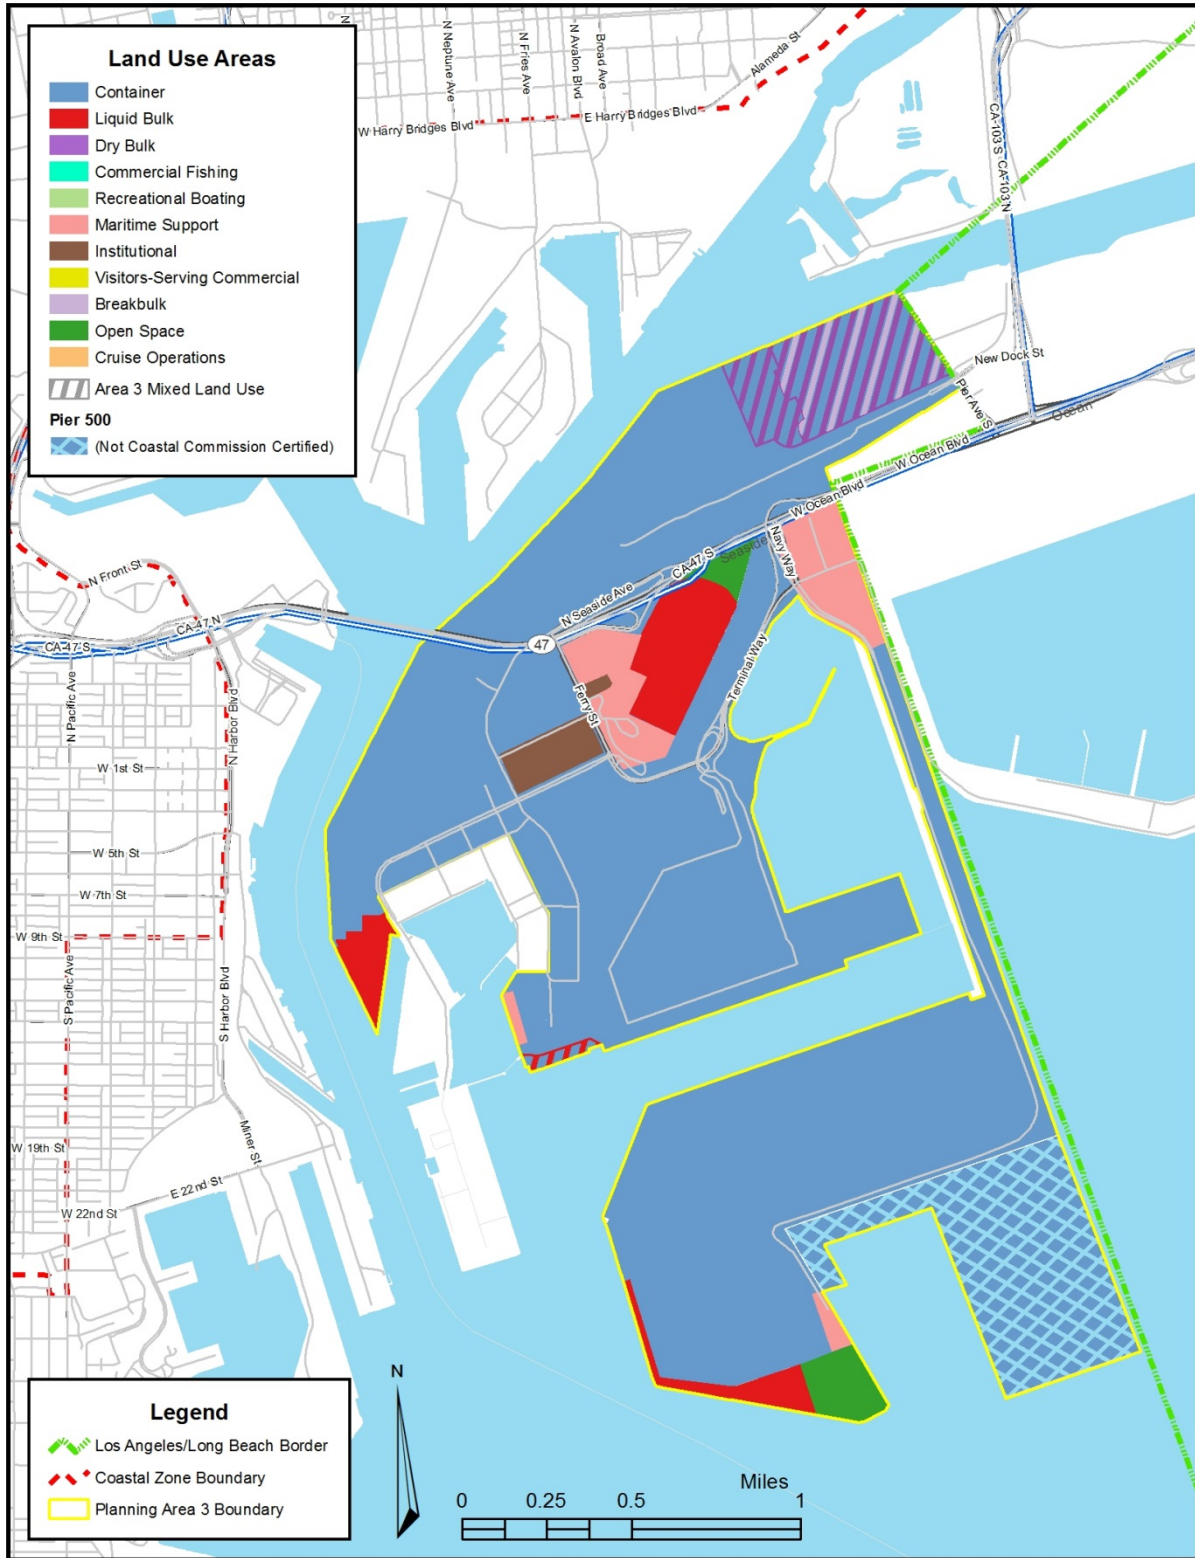 Land Use Areas
Container
Liquid Bulk
Dry Bulk
Commercial Fishing
Recreational Boating
Maritime Support
Institutional
Visitors-Serving Commercial
Breakbulk
Open Space
Cruise Operations
Area 3 Mixed Land Use
Pier 500
(Not Coastal Commission Certified)
N Neptune Ave
N Fries Ave
N Avalon Blvd
Broad Ave
Alameda St
W Harry Bridges Blvd
E Harry Bridges Blvd
CA-103 S
CA-103 N
New Dock St
Pier Ave S
Ocean
W Ocean Blvd
W Ocean Blvd
Navy Way
Seaside
CA-47 S
N Seaside Ave
47
Terminal Way
Ferry St
N Front St
CA-47 N
CA-47 S
N Pacific Ave
N Harbor Blvd
W 1st St
W 5th St
W 7th St
W 9th St
S Pacific Ave
S Harbor Blvd
Miner St
W 19th St
E 22nd St
W 22nd St
N
Legend
Los Angeles/Long Beach Border
Coastal Zone Boundary
Planning Area 3 Boundary
Miles
0 0.25 0.5 1